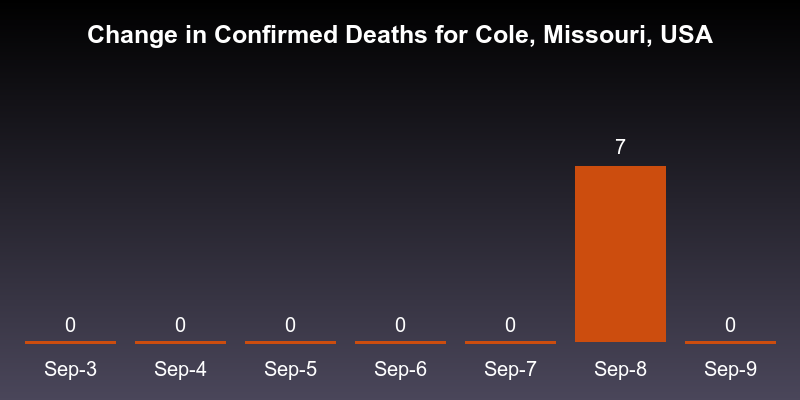 Change in Confirmed Deaths for Cole, Missouri, USA
7
0 0 0 0 0 0
Sep-3 Sep-4 Sep-5 Sep-6 Sep-7 Sep-8 Sep-9